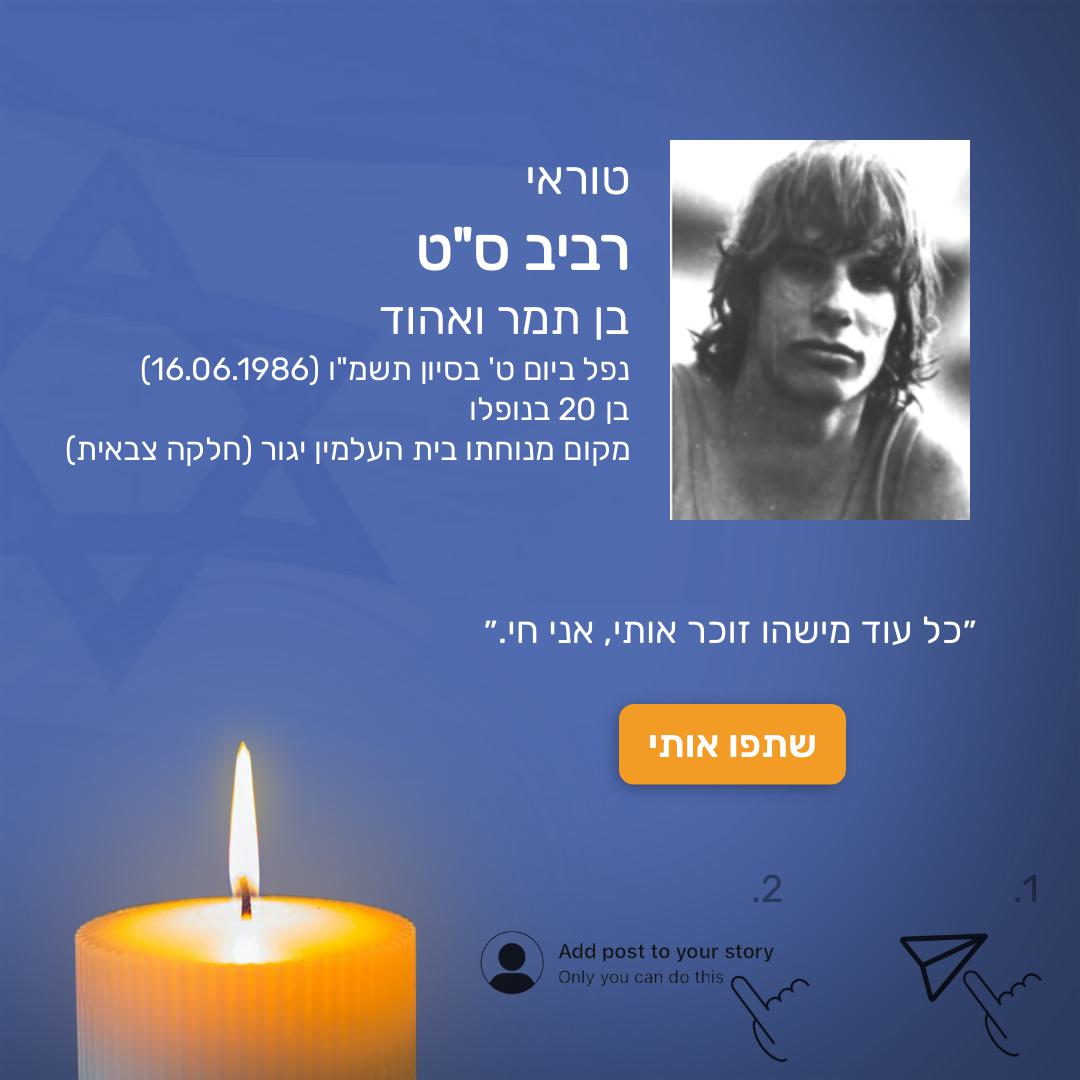 טוראי
רביב ס"ט
בן תמר ואהוד
נפל ביום ט' בסיון תשמ"ו (16.06.1986)
בן 20 בנופלו
מקום מנוחתו בית העלמין יגור (חלקה צבאית)
״כל עוד מישהו זוכר אותי, אני חי.״
שתפו אותי
1.
2.
Add post to your story
Only you can do this